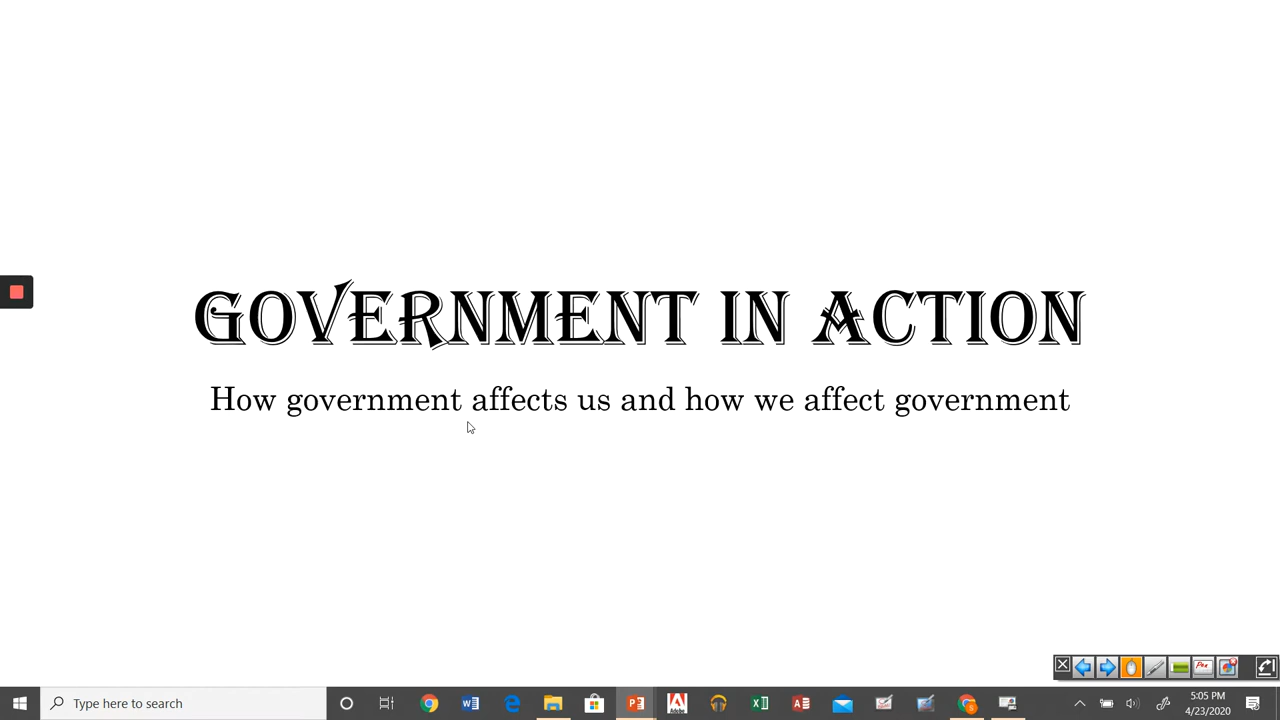 GOVERNMENT IN ACTION
How government affects us and how we affect government
Type here to search
5:05 PM
4/23/2020